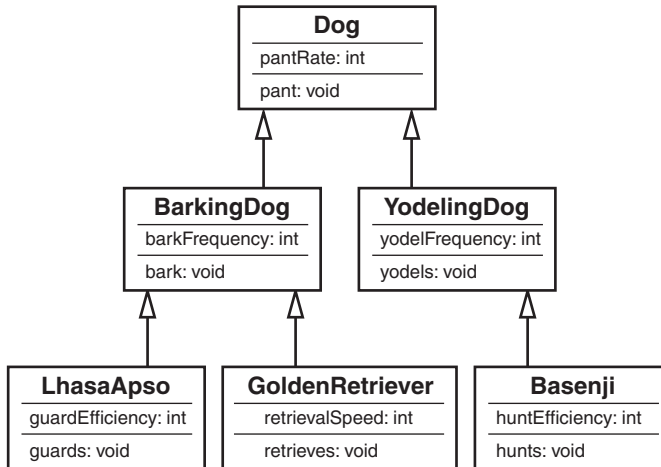 Dog
pantRate: int
pant: void
BarkingDog
barkFrequency: int
bark: void
YodelingDog
yodelFrequency: int
yodels: void
LhasaApso
guardEfficiency: int
guards: void
GoldenRetriever
retrievalSpeed: int
retrieves: void
Basenji
huntEfficiency: int
hunts: void